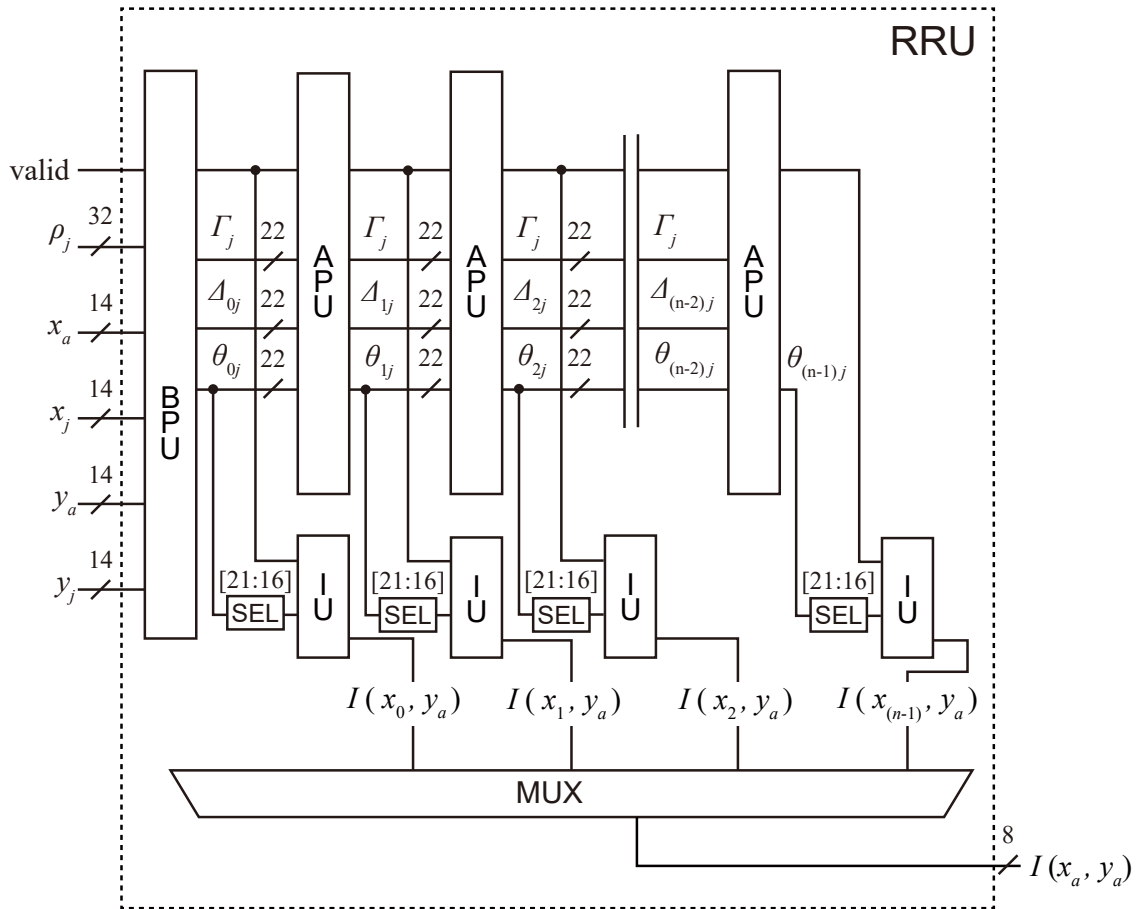 RRU
valid
32
ρj
14
xa
14
xj
14
ya
14
yj
BPU
Γj 22
Δ0j 22
θ0j 22
APU
Γj 22
Δ1j 22
θ1j 22
APU
Γj 22
Δ2j 22
θ2j 22
Γj
Δ(n-2)j
θ(n-2)j
APU
θ(n-1)j
[21:16]
SEL
IU
[21:16]
SEL
IU
[21:16]
SEL
IU
[21:16]
SEL
IU
I(x0, ya)
I(x1, ya)
I(x2, ya)
I(x(n-1), ya)
MUX
8
I(xa, ya)